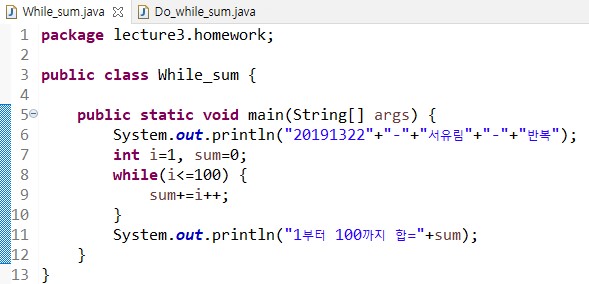 While_sum.java Do_while_sum.java
1 package lecture3.homework;
2
3 public class While_sum {
4
5 public static void main(String[] args) {
6 System.out.println("20191322"+"-"+"서유림"+"-"+"반복");
7 int i=1, sum=0;
8 while(i<=100) {
9 sum+=i++;
10 }
11 System.out.println("1부터 100까지 합="+sum);
12 }
13 }